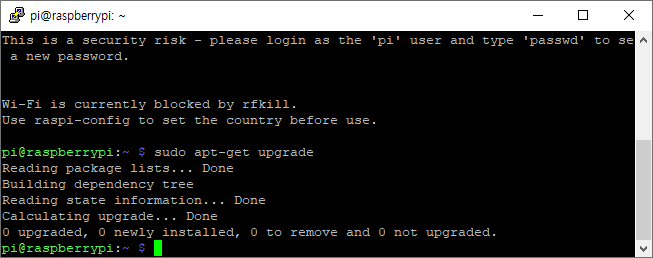 pi@raspberrypi: ~
This is a security risk - please login as the 'pi' user and type 'passwd' to se
a new password.
Wi-Fi is currently blocked by rfkill.
Use raspi-config to set the country before use.
pi@raspberrypi:~ $ sudo apt-get upgrade
Reading package lists... Done
Building dependency tree
Reading state information... Done
Calculating upgrade... Done
0 upgraded, 0 newly installed, 0 to remove and 0 not upgraded.
pi@raspberrypi:~ $